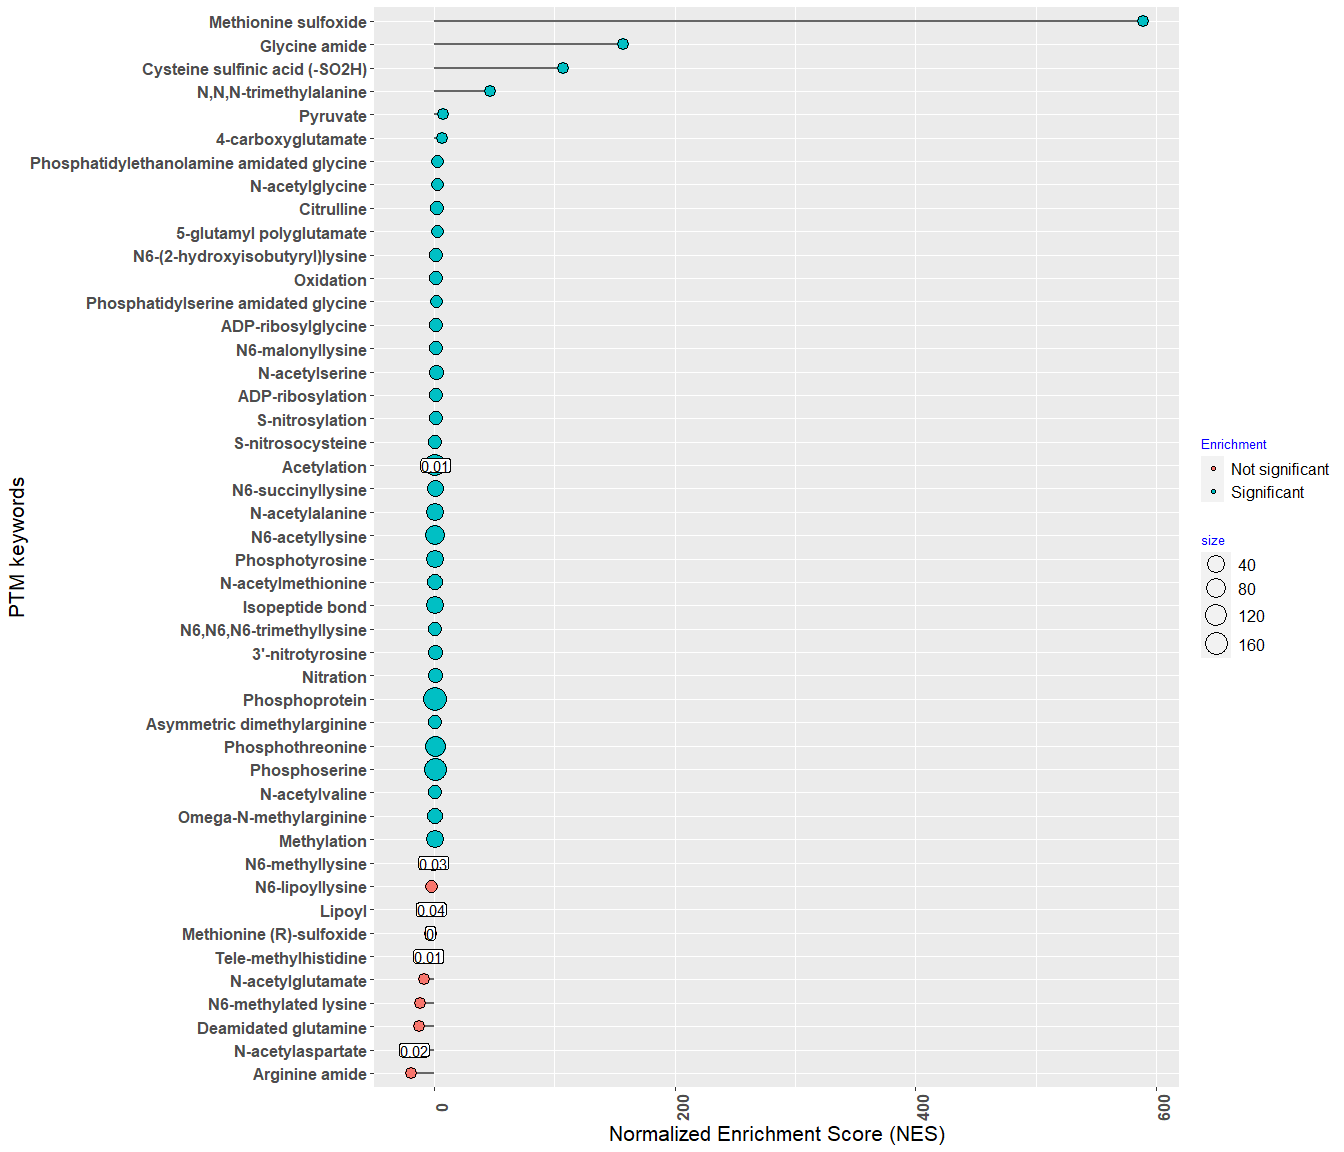 Methionine sulfoxide
Glycine amide
Cysteine sulfinic acid (-SO2H)
N,N,N-trimethylalanine
Pyruvate
4-carboxyglutamate
Phosphatidylethanolamine amidated glycine
N-acetylglycine
Citrulline
5-glutamyl polyglutamate
N6-(2-hydroxyisobutyryl)lysine
Oxidation
Phosphatidylserine amidated glycine
ADP-ribosylglycine
N6-malonyllysine
N-acetylserine
ADP-ribosylation
S-nitrosylation
S-nitrosocysteine
Acetylation 0.01
N6-succinyllysine
N-acetylalanine
N6-acetyllysine
Phosphotyrosine
N-acetylmethionine
Isopeptide bond
N6,N6,N6-trimethyllysine
3'-nitrotyrosine
Nitration
Phosphoprotein
Asymmetric dimethylarginine
Phosphothreonine
Phosphoserine
N-acetylvaline
Omega-N-methylarginine
Methylation
N6-methyllysine 0.03
N6-lipoyllysine
Lipoyl 0.04
Methionine (R)-sulfoxide 0
Tele-methylhistidine 0.01
N-acetylglutamate
N6-methylated lysine
Deamidated glutamine
N-acetylaspartate 0.02
Arginine amide
PTM keywords
0 200 400 600
Normalized Enrichment Score (NES)
Enrichment
Not significant
Significant
size
40
80
120
160